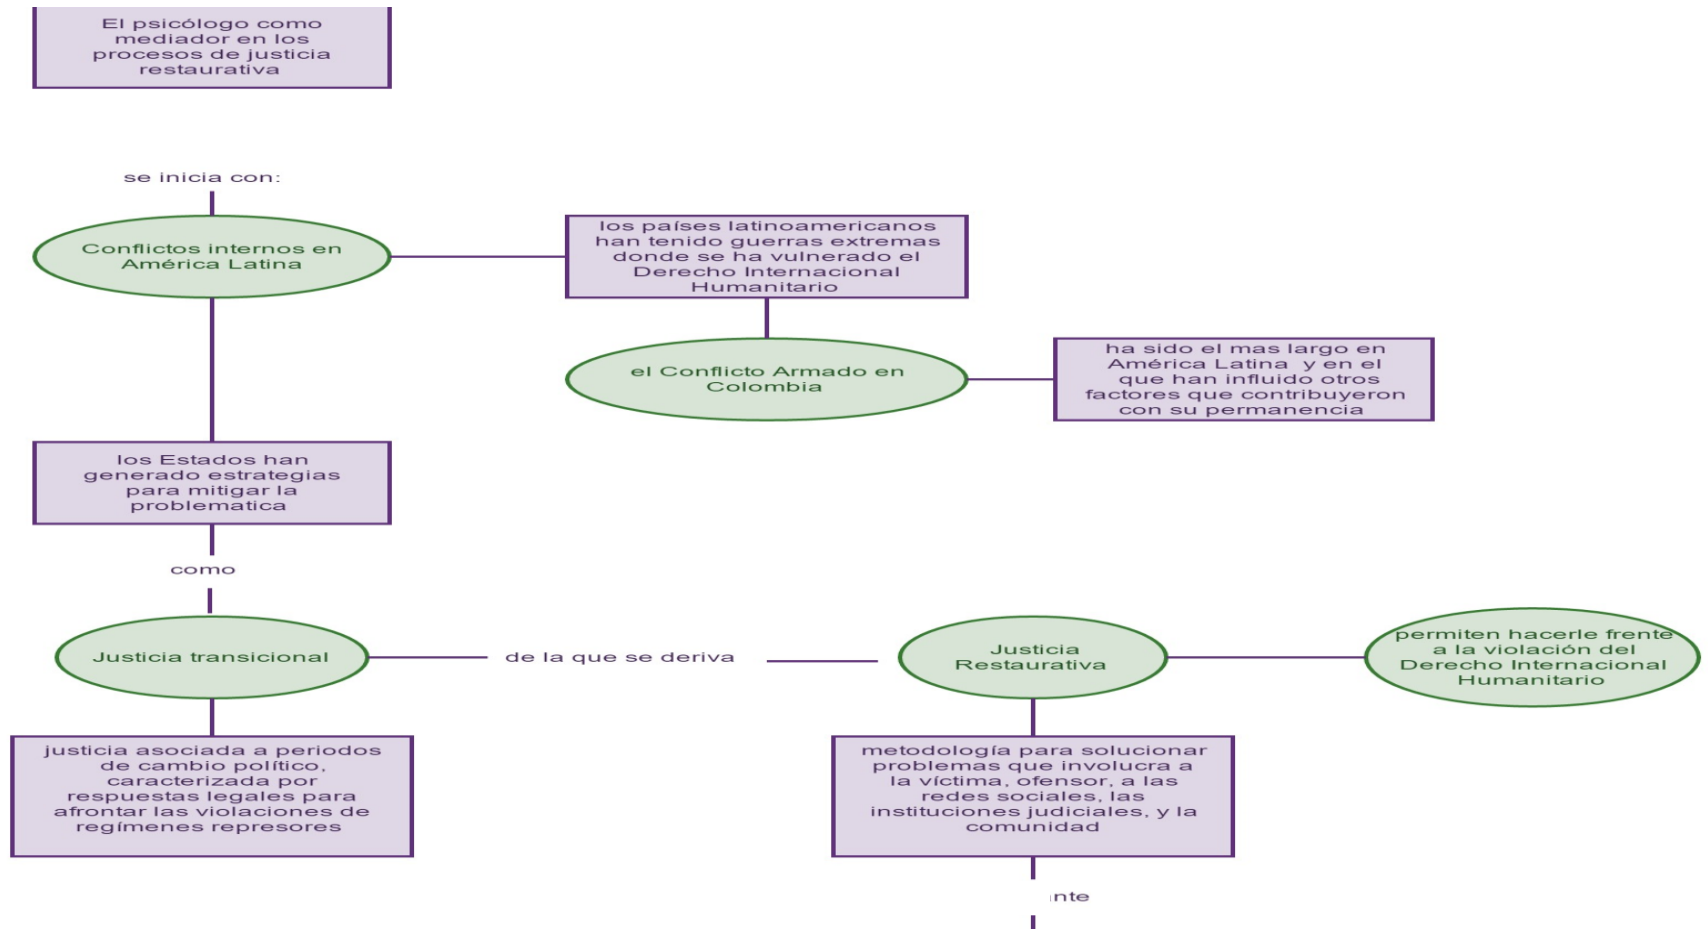 El psicólogo como
mediador en los
procesos de justicia
restaurativa
se inicia con:
Conflictos internos en
América Latina
los países latinoamericanos
han tenido guerras extremas
donde se ha vulnerado el
Derecho Internacional
Humanitario
el Conflicto Armado en
Colombia
ha sido el mas largo en
América Latina y en el
que han influido otros
factores que contribuyeron
con su permanencia
los Estados han
generado estrategias
para mitigar la
problematica
como
Justicia transicional
de la que se deriva
Justicia
Restaurativa
permiten hacerle frente
a la violación del
Derecho Internacional
Humanitario
justicia asociada a periodos
de cambio político,
caracterizada por
respuestas legales para
afrontar las violaciones de
regímenes represores
metodología para solucionar
problemas que involucra a
la víctima, ofensor, a las
redes sociales, las
instituciones judiciales, y la
comunidad